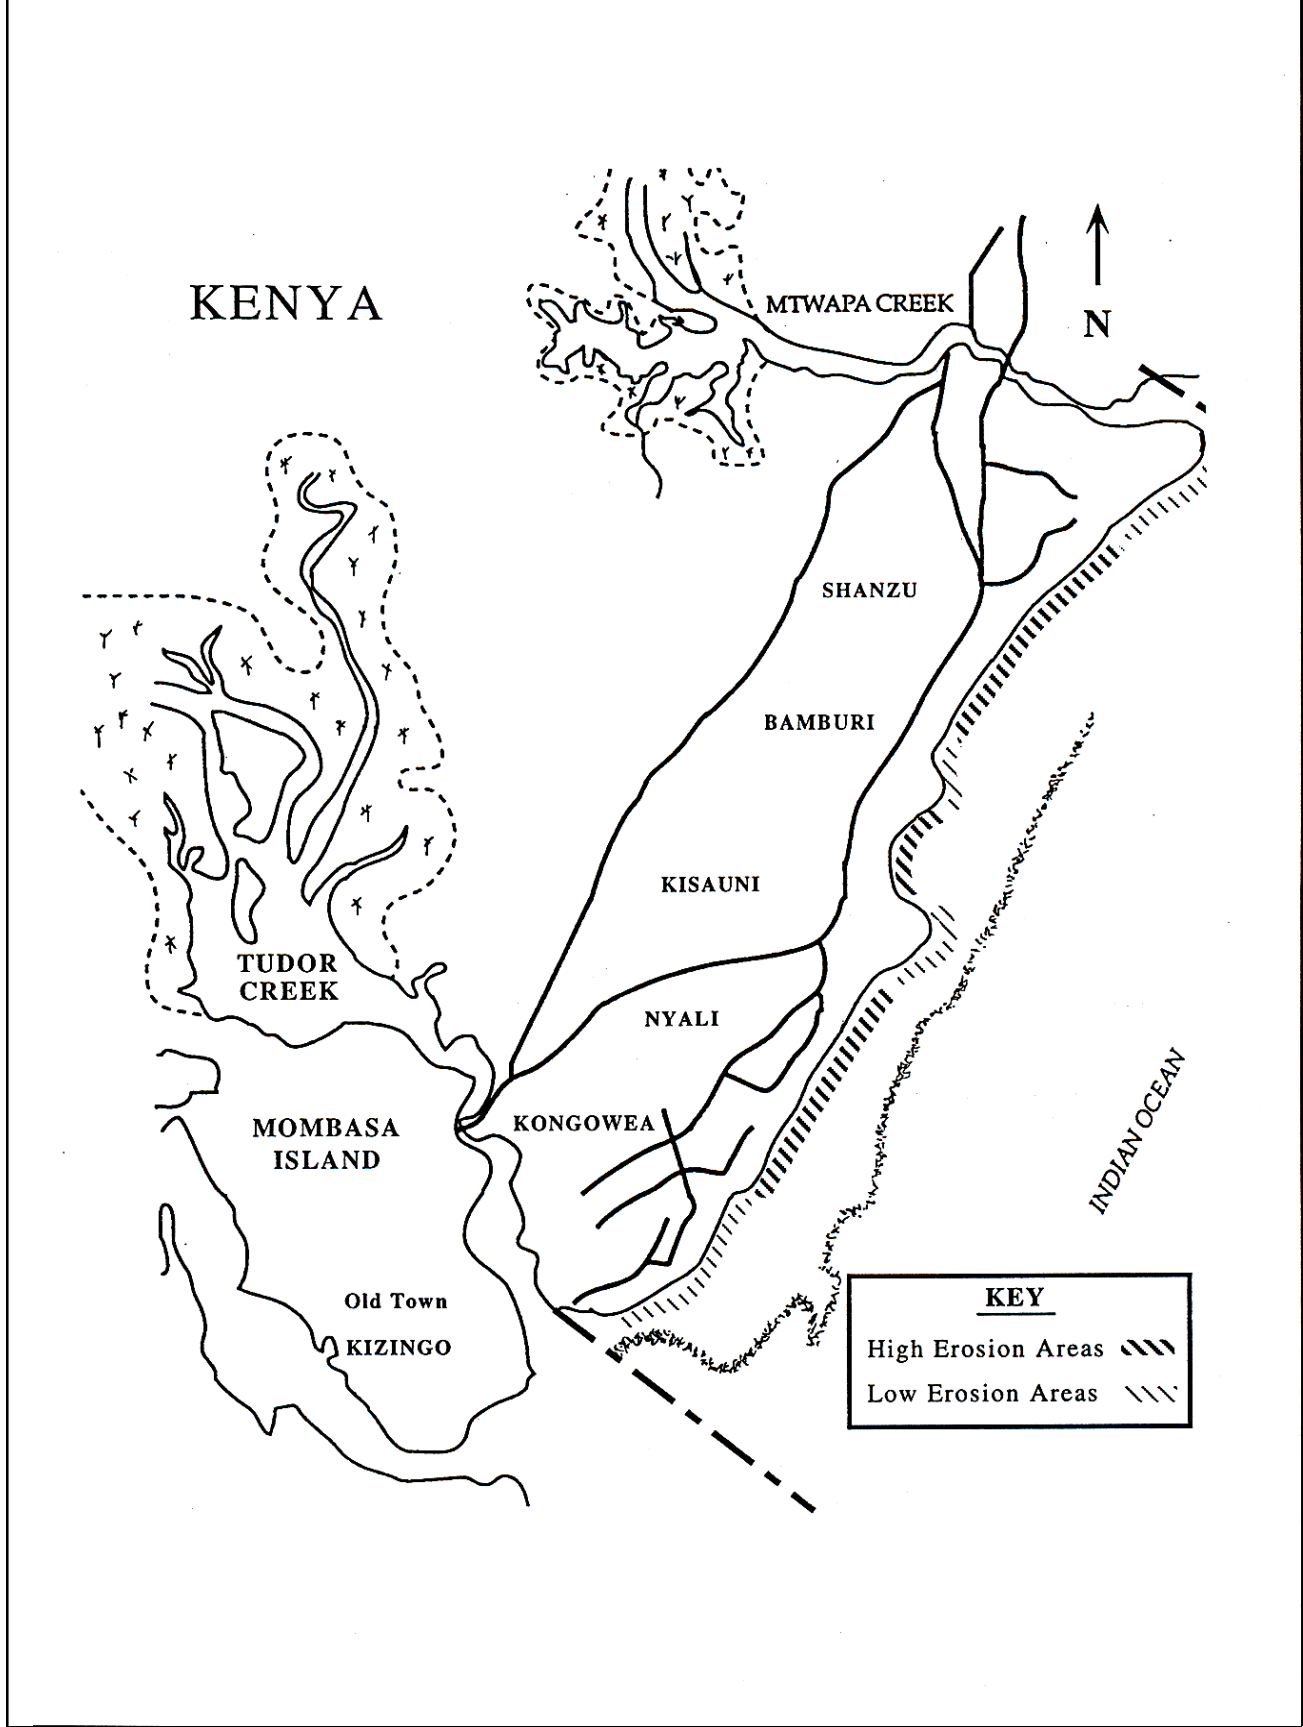 MTWAPA CREEK
KENYA
N
SHANZU
BAMBURI
KISAUNI
TUDOR
CREEK
NYALI
KONGOWEA
MOMBASA
ISLAND
INDIAN OCEAN
Old Town
KIZINGO
KEY
High Erosion Areas
Low Erosion Areas